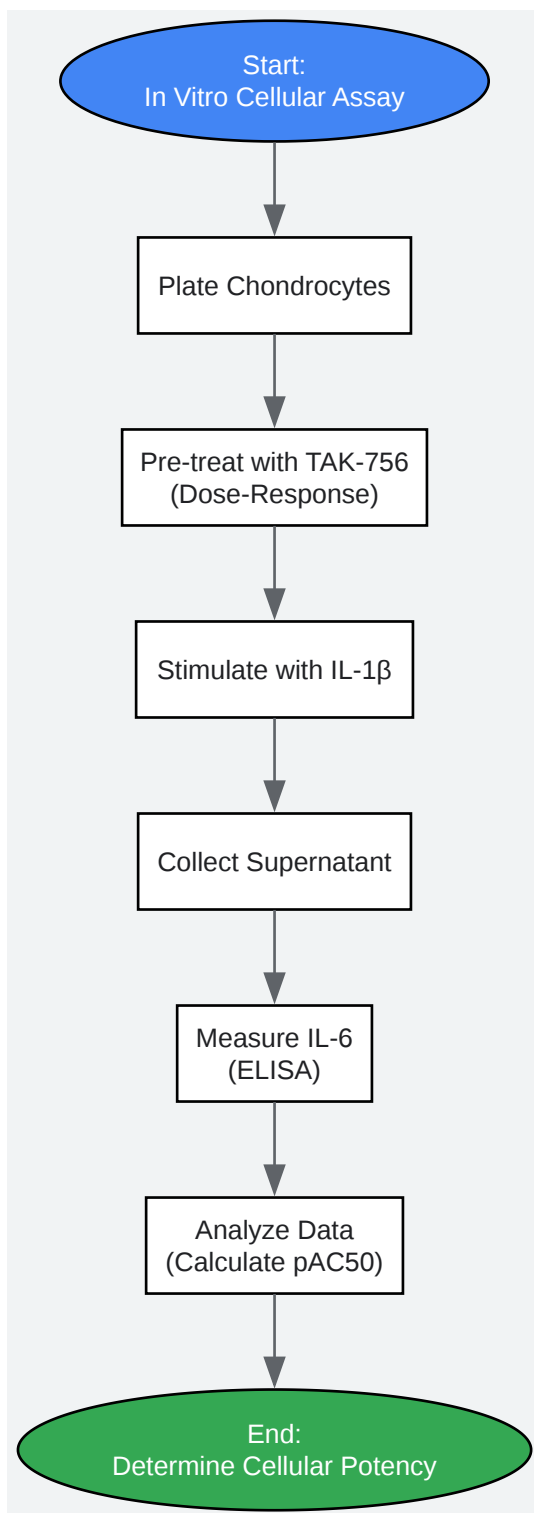 Start:
In Vitro Cellular Assay
Plate Chondrocytes
Pre-treat with TAK-756
(Dose-Response)
Stimulate with IL-1β
Collect Supernatant
Measure IL-6
(ELISA)
Analyze Data
(Calculate pAC50)
End:
Determine Cellular Potency